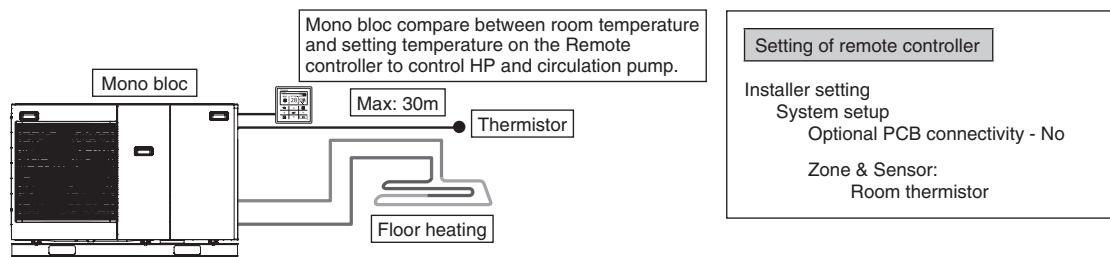 Mono bloc compare between room temperature
and setting temperature on the Remote
controller to control HP and circulation pump.
Mono bloc
Max: 30m
Thermistor
Floor heating
Setting of remote controller
Installer setting
System setup
Optional PCB connectivity - No
Zone & Sensor:
Room thermistor